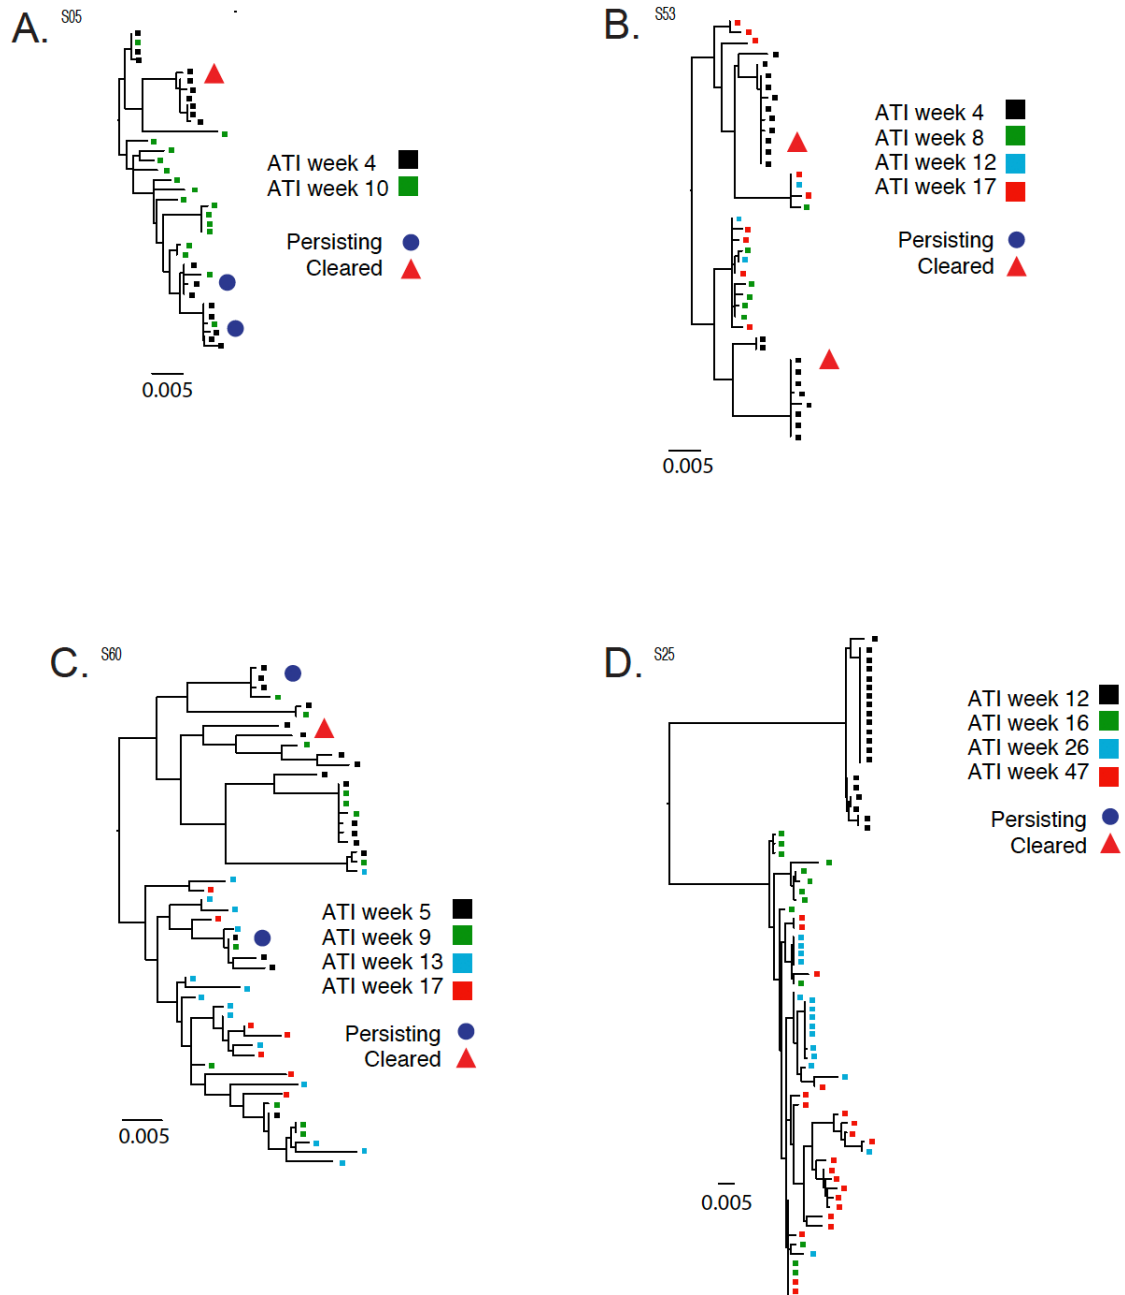 A. S05
ATI week 4
ATI week 10
Persisting
Cleared
0.005
B. S53
ATI week 4
ATI week 8
ATI week 12
ATI week 17
Persisting
Cleared
0.005
C. S60
ATI week 5
ATI week 9
ATI week 13
ATI week 17
Persisting
Cleared
0.005
D. S25
ATI week 12
ATI week 16
ATI week 26
ATI week 47
Persisting
Cleared
0.005